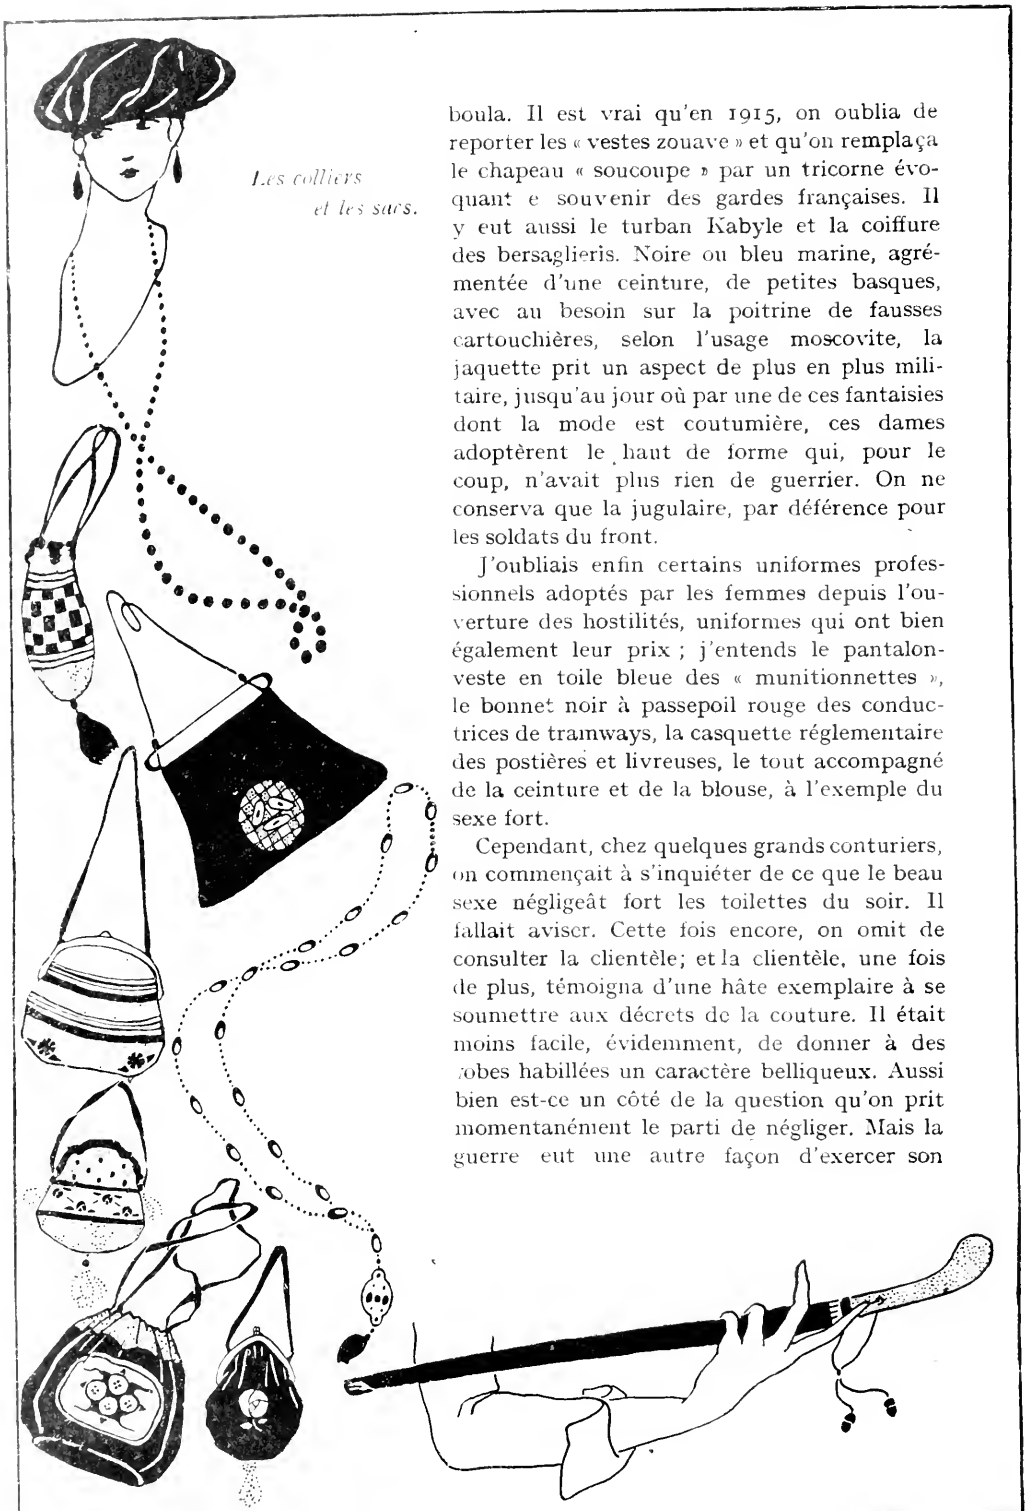 Les colliers
et les sacs.
boula. Il est vrai qu'en 1915, on oublia de
reporter les « vestes zouave » et qu'on remplaça
le chapeau « soucoupe » par un tricorne évo-
quant e souvenir des gardes françaises. Il
y eut aussi le turban Kabyle et la coiffure
des bersaglieris. Noire ou bleu marine, agré-
mentée d'une ceinture, de petites basques,
avec au besoin sur la poitrine de fausses
cartouchières, selon l'usage moscovite, la
jaquette prit un aspect de plus en plus mili-
taire, jusqu'au jour où par une de ces fantaisies
dont la mode est coutumière, ces dames
adoptèrent le haut de forme qui, pour le
coup, n'avait plus rien de guerrier. On ne
conserva que la jugulaire, par déférence pour
les soldats du front.
J'oubliais enfin certains uniformes profes-
sionnels adoptés par les femmes depuis l'ou-
verture des hostilités, uniformes qui ont bien
également leur prix ; j'entends le pantalon-
veste en toile bleue des « munitionnettes »,
le bonnet noir à passepoil rouge des conduc-
trices de tramways, la casquette réglementaire
des postières et livreuses, le tout accompagné
de la ceinture et de la blouse, à l'exemple du
sexe fort.
Cependant, chez quelques grands conturiers,
on commençait à s'inquiéter de ce que le beau
sexe négligeât fort les toilettes du soir. Il
fallait aviser. Cette fois encore, on omit de
consulter la clientèle; et la clientèle, une fois
de plus, témoigna d'une hâte exemplaire à se
soumettre aux décrets de la couture. Il était
moins facile, évidemment, de donner à des
robes habillées un caractère belliqueux. Aussi
bien est-ce un côté de la question qu'on prit
momentanément le parti de négliger. Mais la
guerre eut une autre façon d'exercer son